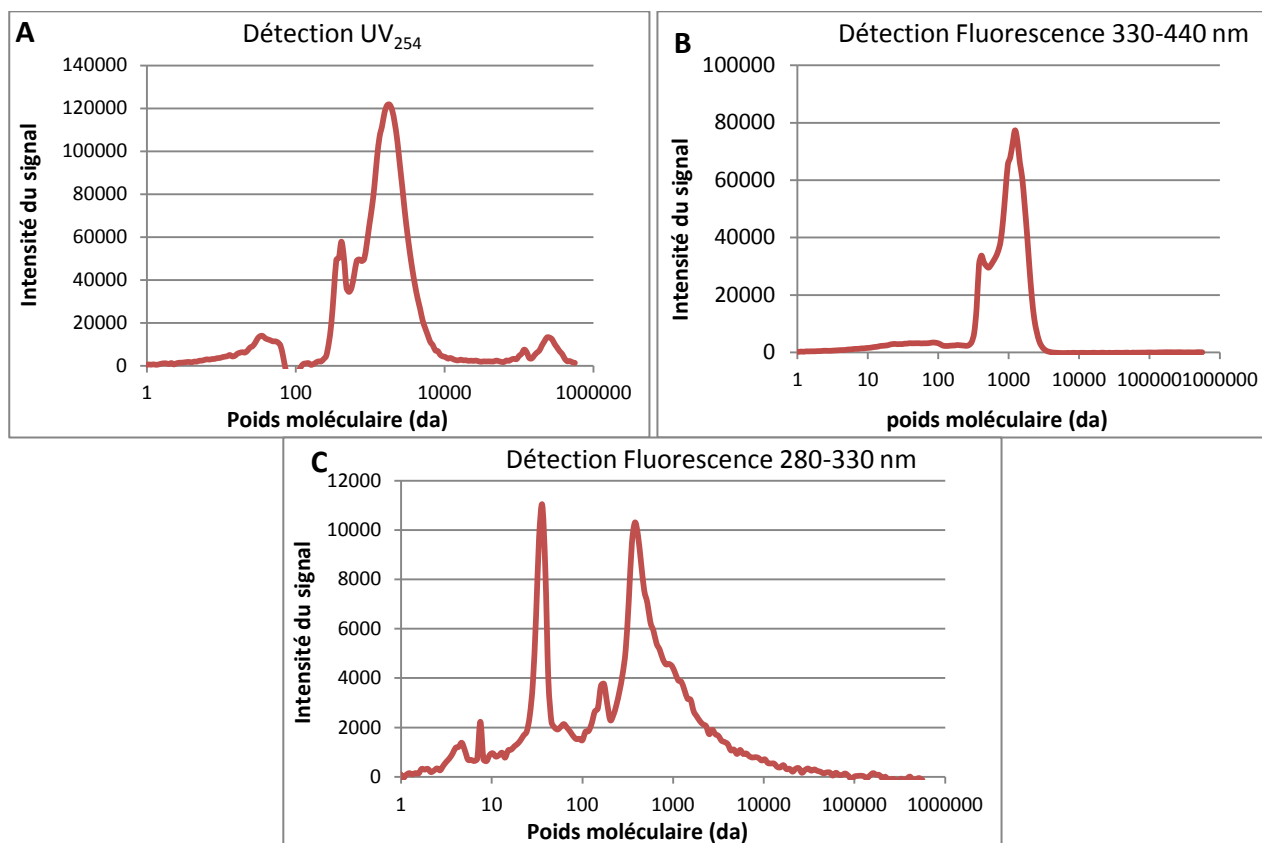 A
Détection UV254
Intensité du signal
140000
120000
100000
80000
60000
40000
20000
0
1 100 10000 1000000
Poids moléculaire (da)
B
Détection Fluorescence 330-440 nm
Intensité du signal
100000
80000
60000
40000
20000
0
1 10 100 1000 10000 1000001000000
poids moléculaire (da)
C
Détection Fluorescence 280-330 nm
Intensité du signal
12000
10000
8000
6000
4000
2000
0
1 10 100 1000 10000 100000 1000000
Poids moléculaire (da)